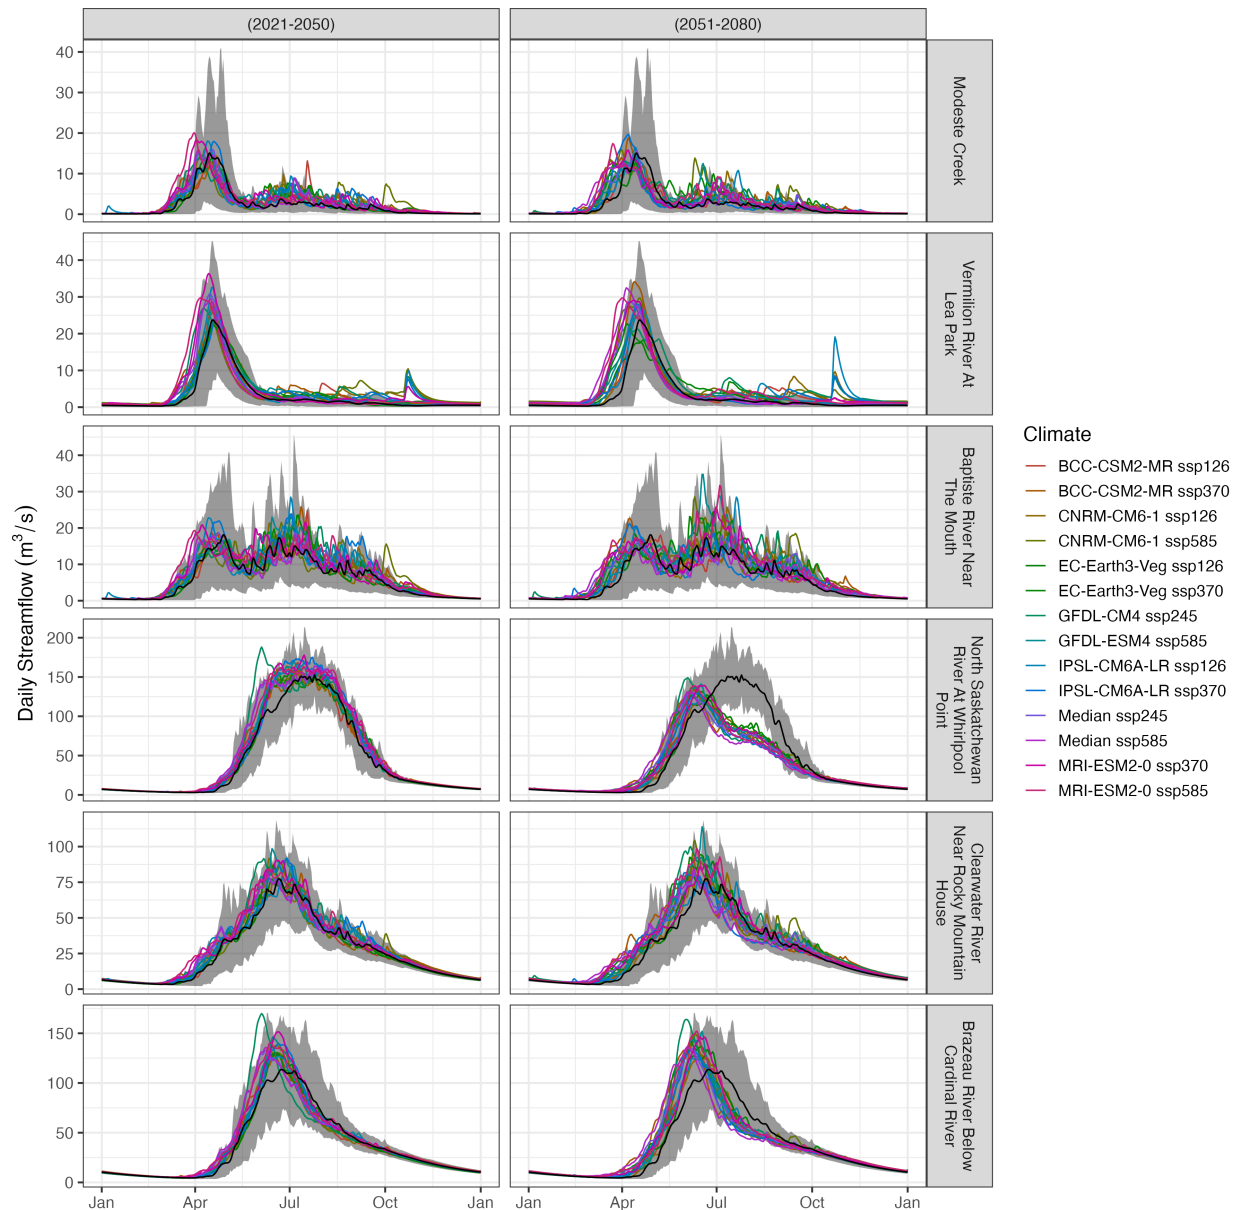 (2021-2050)
(2051-2080)
40
30
20
10
0
Modeste Creek
40
30
20
10
0
Vermilion River At
Lea Park
40
30
20
10
0
Baptiste River Near
The Mouth
200
150
100
50
0
North Saskatchewan
River At Whirlpool
Point
100
75
50
25
0
Clearwater River
Near Rocky Mountain
House
150
100
50
0
Brazeau River Below
Cardinal River
Jan
Apr
Jul
Oct
Jan
Jan
Apr
Jul
Oct
Jan
Daily Streamflow (m³/s)
Climate
BCC-CSM2-MR ssp126
BCC-CSM2-MR ssp370
CNRM-CM6-1 ssp126
CNRM-CM6-1 ssp585
EC-Earth3-Veg ssp126
EC-Earth3-Veg ssp370
GFDL-CM4 ssp245
GFDL-ESM4 ssp585
IPSL-CM6A-LR ssp126
IPSL-CM6A-LR ssp370
Median ssp245
Median ssp585
MRI-ESM2-0 ssp370
MRI-ESM2-0 ssp585